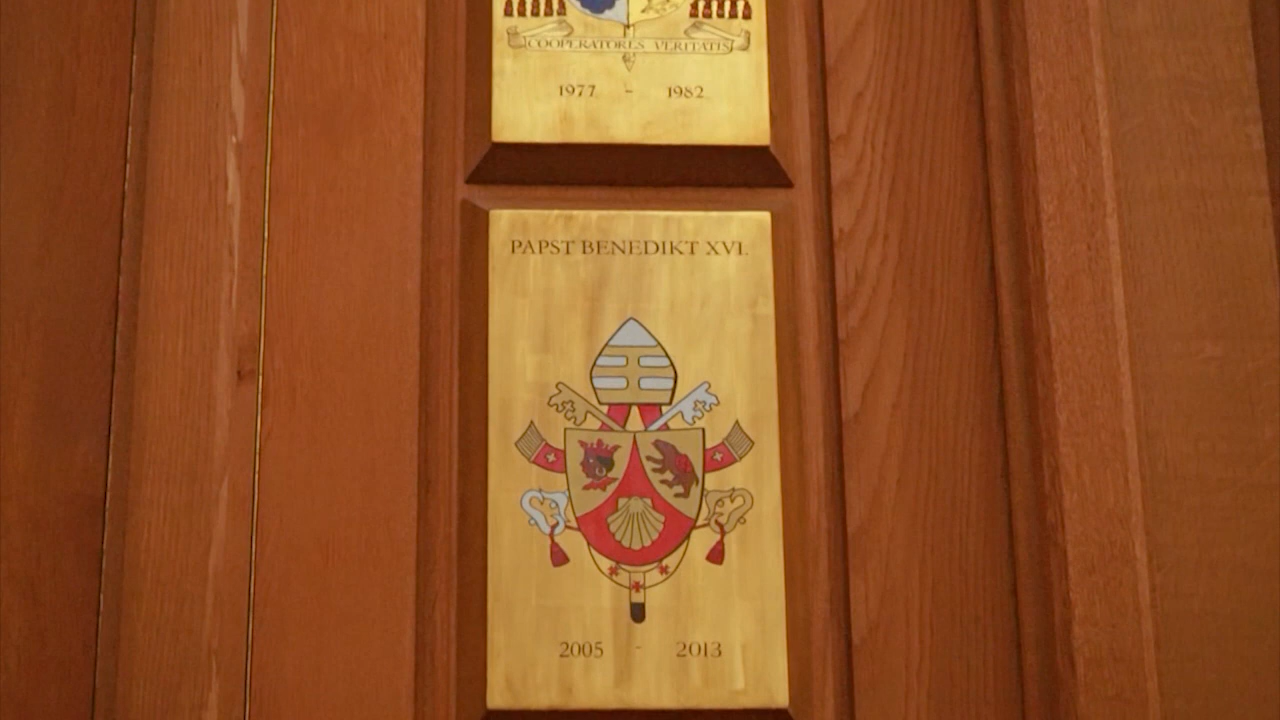 COOPERATORES VERITATIS
1977 - 1982
PAPST BENEDIKT XVI.
2005 - 2013